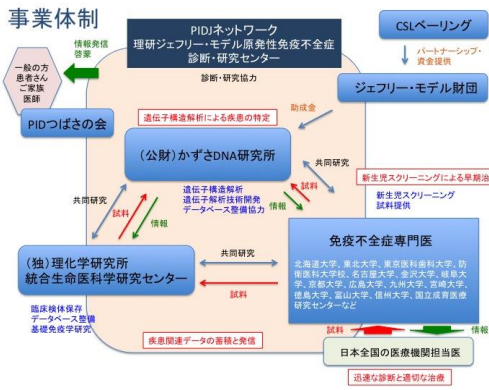 事業体制
PIDJネットワーク
理研ジェフリー・モデル原発性免疫不全症
診断・研究センター
CSLベーリング
情報発信
啓蒙
パートナーシップ・
資金提供
一般の方
患者さん
ご家族
医師
診断・研究協力
ジェフリー・モデル財団
助成金
PIDつばさの会
遺伝子構造解析による疾患の特定
(公財)かずさDNA研究所
共同研究
新生児スクリーニングによる早期治
遺伝子構造解析
遺伝子解析技術開発
データベース整備協力
試料
情報
新生児スクリーニング
試料提供
共同研究
試料
情報
免疫不全症専門医
北海道大学、東北大学、東京医科歯科大学、防
衛医科大学校、名古屋大学、金沢大学、岐阜大
学、京都大学、広島大学、九州大学、宮崎大学、
徳島大学、富山大学、信州大学、国立成育医療
研究センターなど
(独)理化学研究所
統合生命医科学研究センター
共同研究
試料
臨床検体保存
データベース整備
基礎免疫学研究
疾患関連データの蓄積と発信
試料
情報
日本全国の医療機関担当医
迅速な診断と適切な治療